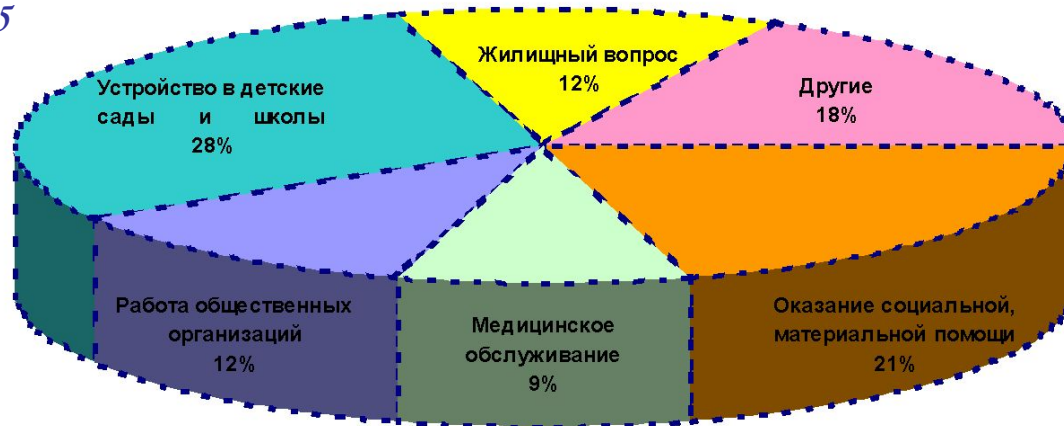 5
Жилищный вопрос
12%
Устройство в детские
сады и школы
28%
Другие
18%
Работа общественных
организаций
12%
Медицинское
обслуживание
9%
Оказание социальной,
материальной помощи
21%